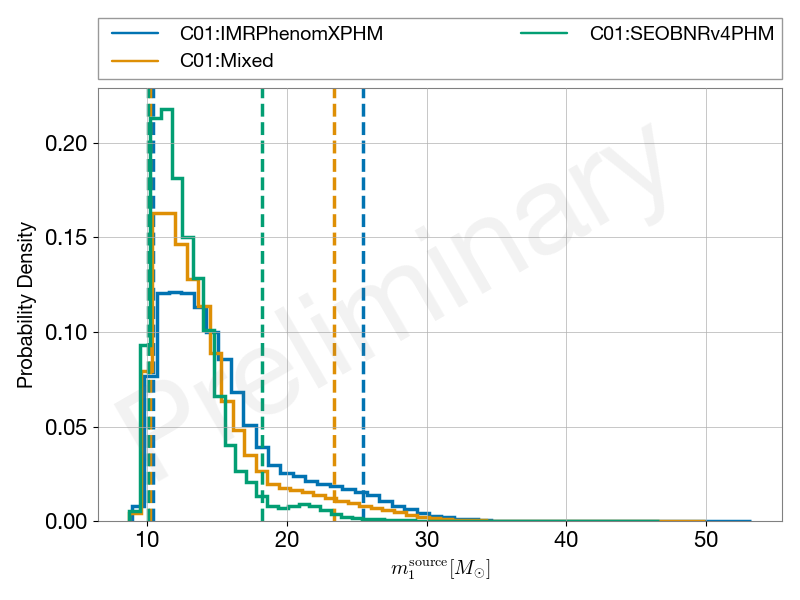 C01:IMRPhenomXPHM
C01:Mixed
C01:SEOBNRv4PHM
Preliminary
Probability Density
0.20
0.15
0.10
0.05
0.00
10 20 30 40 50
m₁^source [M☉]